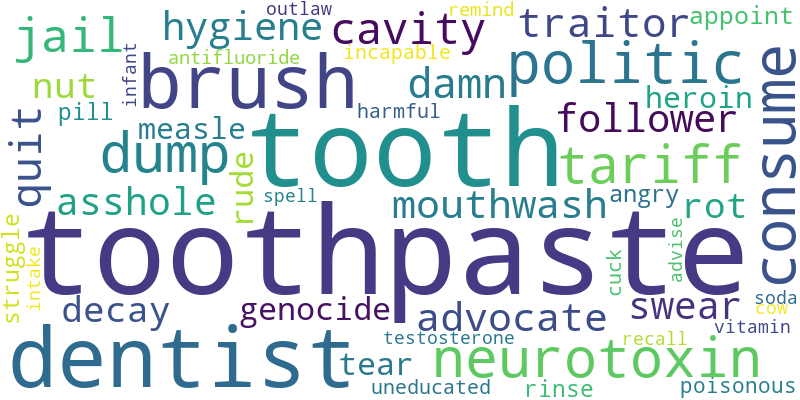 outlaw
remind
jail
hygiene
cavity
traitor
appoint
antifluoride
incapable
infant
nut
brush
damn
politic
heroin
pill
measle
harmful
follower
consume
quit
dump
tooth
tariff
rude
spell
asshole
mouthwash
angry
rot
struggle
intake
toothpaste
cuck
advise
decay
genocide
advocate
swear
soda
cow
vitamin
dentist
tear
testosterone
neurotoxin
recall
uneducated
rinse
poisonous